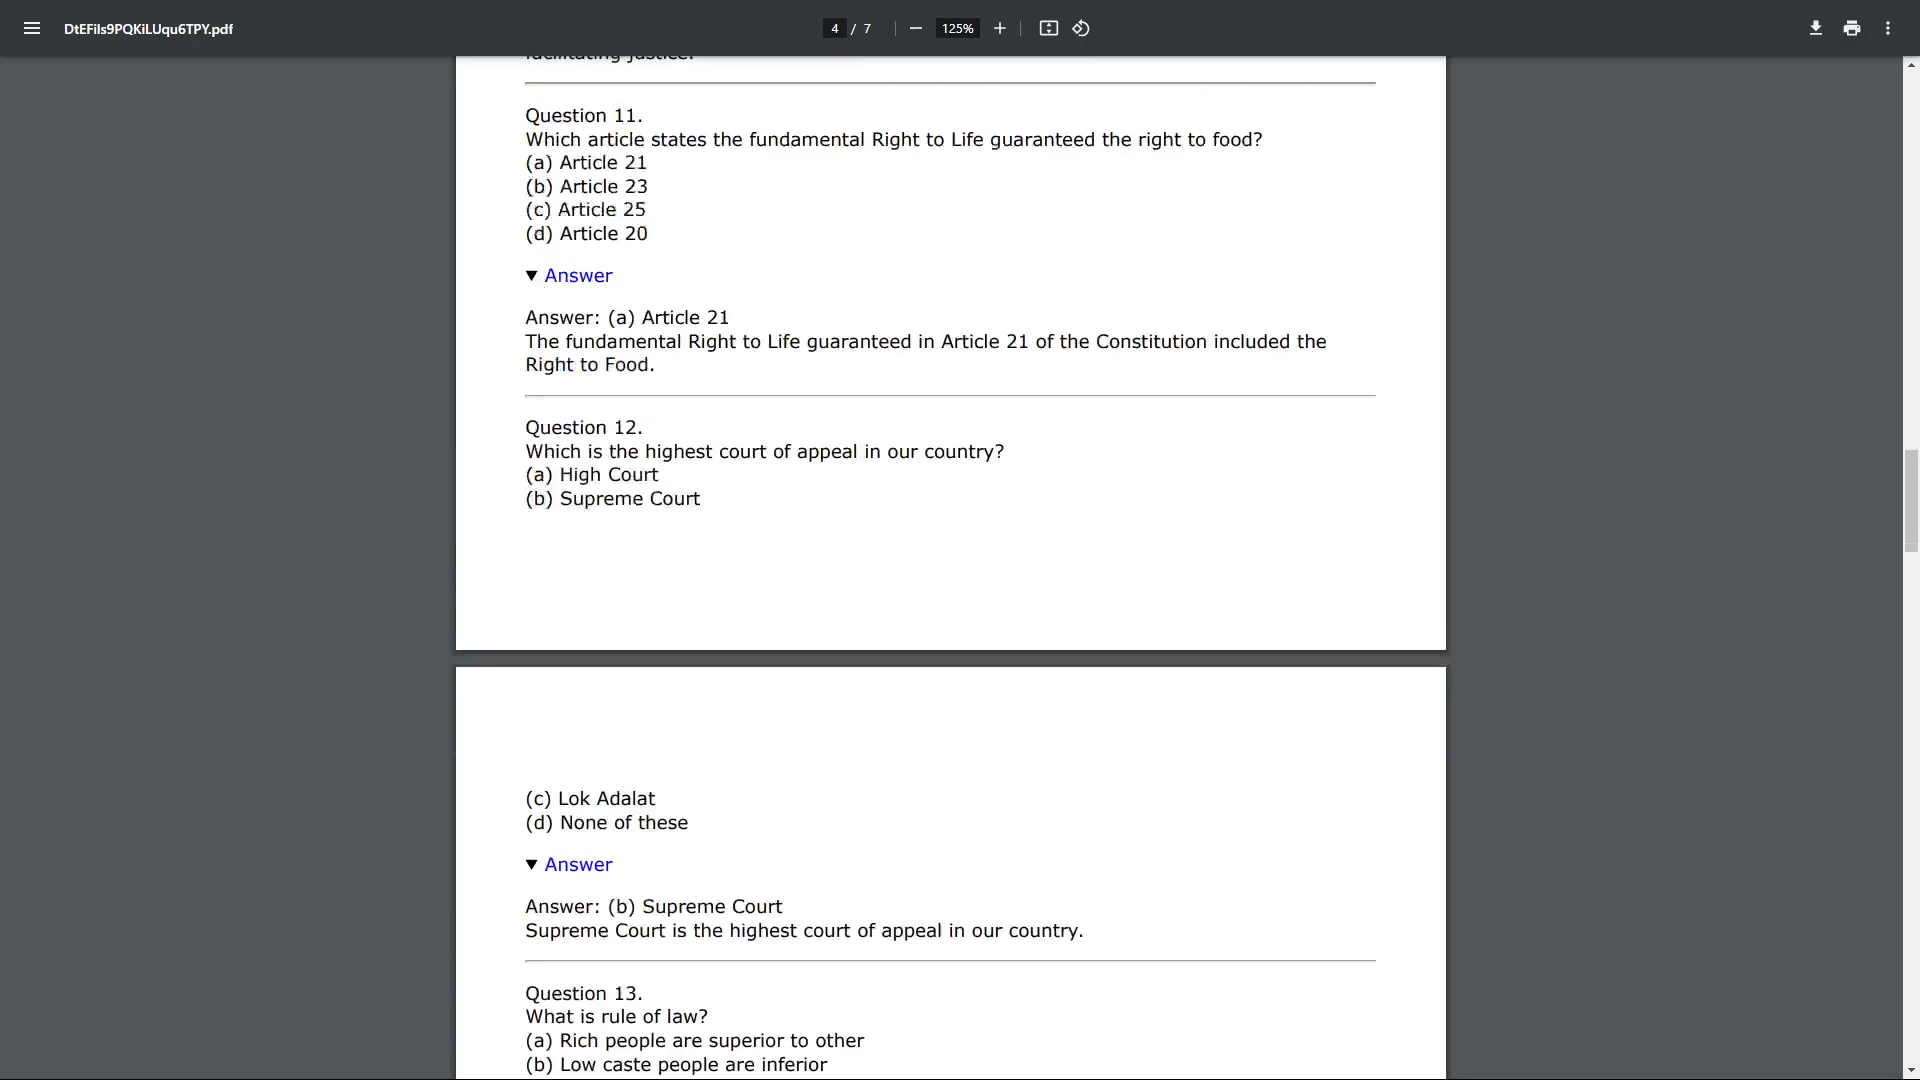 DtEFils9PQKiLUqu6TPY.pdf
4 / 7
125%
facilitating justice.
Question 11.
Which article states the fundamental Right to Life guaranteed the right to food?
(a) Article 21
(b) Article 23
(c) Article 25
(d) Article 20
▼ Answer
Answer: (a) Article 21
The fundamental Right to Life guaranteed in Article 21 of the Constitution included the
Right to Food.
Question 12.
Which is the highest court of appeal in our country?
(a) High Court
(b) Supreme Court
(c) Lok Adalat
(d) None of these
▼ Answer
Answer: (b) Supreme Court
Supreme Court is the highest court of appeal in our country.
Question 13.
What is rule of law?
(a) Rich people are superior to other
(b) Low caste people are inferior